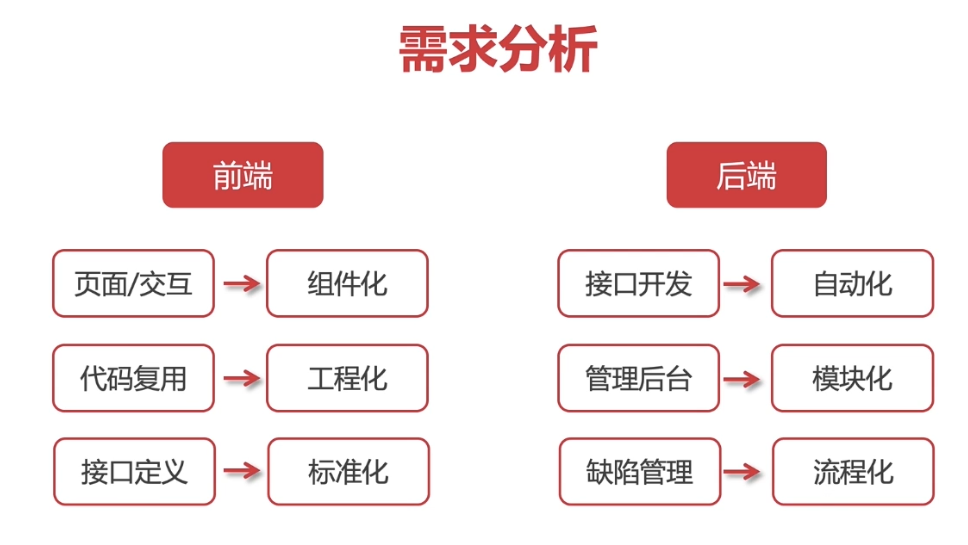 需求分析
前端
页面/交互
组件化
代码复用
工程化
接口定义
标准化
后端
接口开发
自动化
管理后台
模块化
缺陷管理
流程化